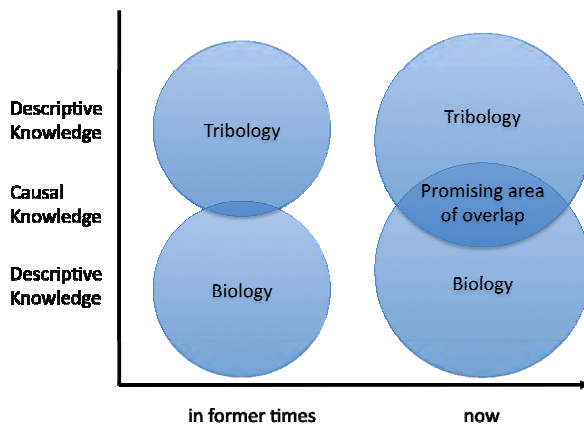 Descriptive
Knowledge
Causal
Knowledge
Descriptive
Knowledge
Tribology
Biology
Tribology
Promising area
of overlap
Biology
in former times
now